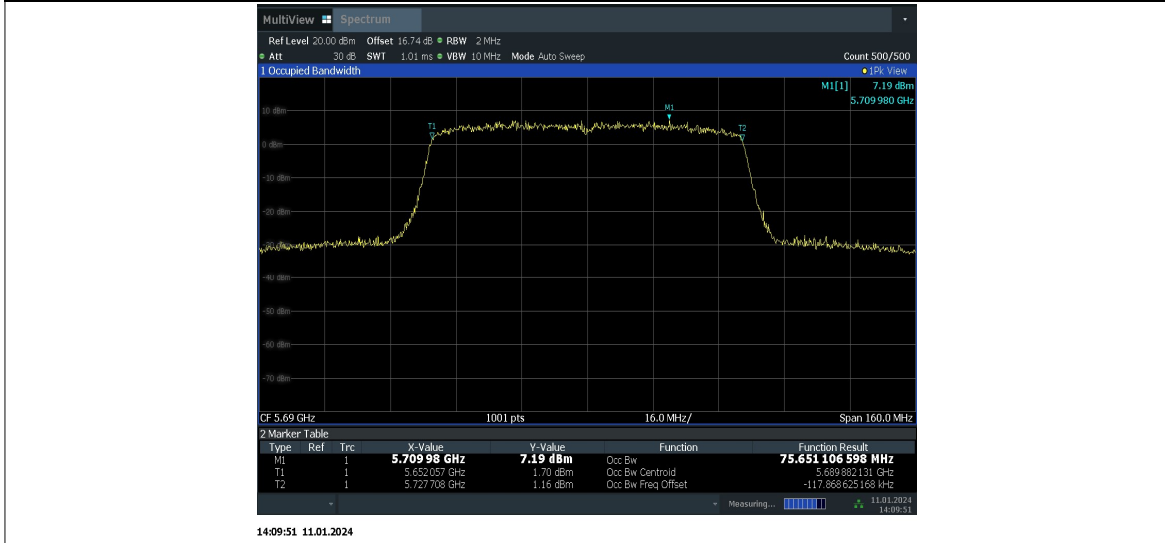 MultiView Spectrum
Ref Level 20.00 dBm Offset 16.74 dB RBW 2 MHz
Att 30 dB SWT 1.01 ms VBW 10 MHz Mode Auto Sweep Count 500/500
1 Occupied Bandwidth 1Pk View
M1[1] 7.19 dBm
5.709 980 GHz
10 dBm
M1
T1
T2
0 dBm
-10 dBm
-20 dBm
-30 dBm
-40 dBm
-50 dBm
-60 dBm
-70 dBm
CF 5.69 GHz 1001 pts 16.0 MHz/ Span 160.0 MHz
2 Marker Table
Type Ref Trc X-Value Y-Value Function Function Result
M1 1 5.709 98 GHz 7.19 dBm Occ Bw 75.651 106 598 MHz
T1 1 5.652 057 GHz 1.70 dBm Occ Bw Centroid 5.689 882 131 GHz
T2 1 5.727 708 GHz 1.16 dBm Occ Bw Freq Offset -117.868 625 168 kHz
Measuring... 11.01.2024
14:09:51
14:09:51 11.01.2024